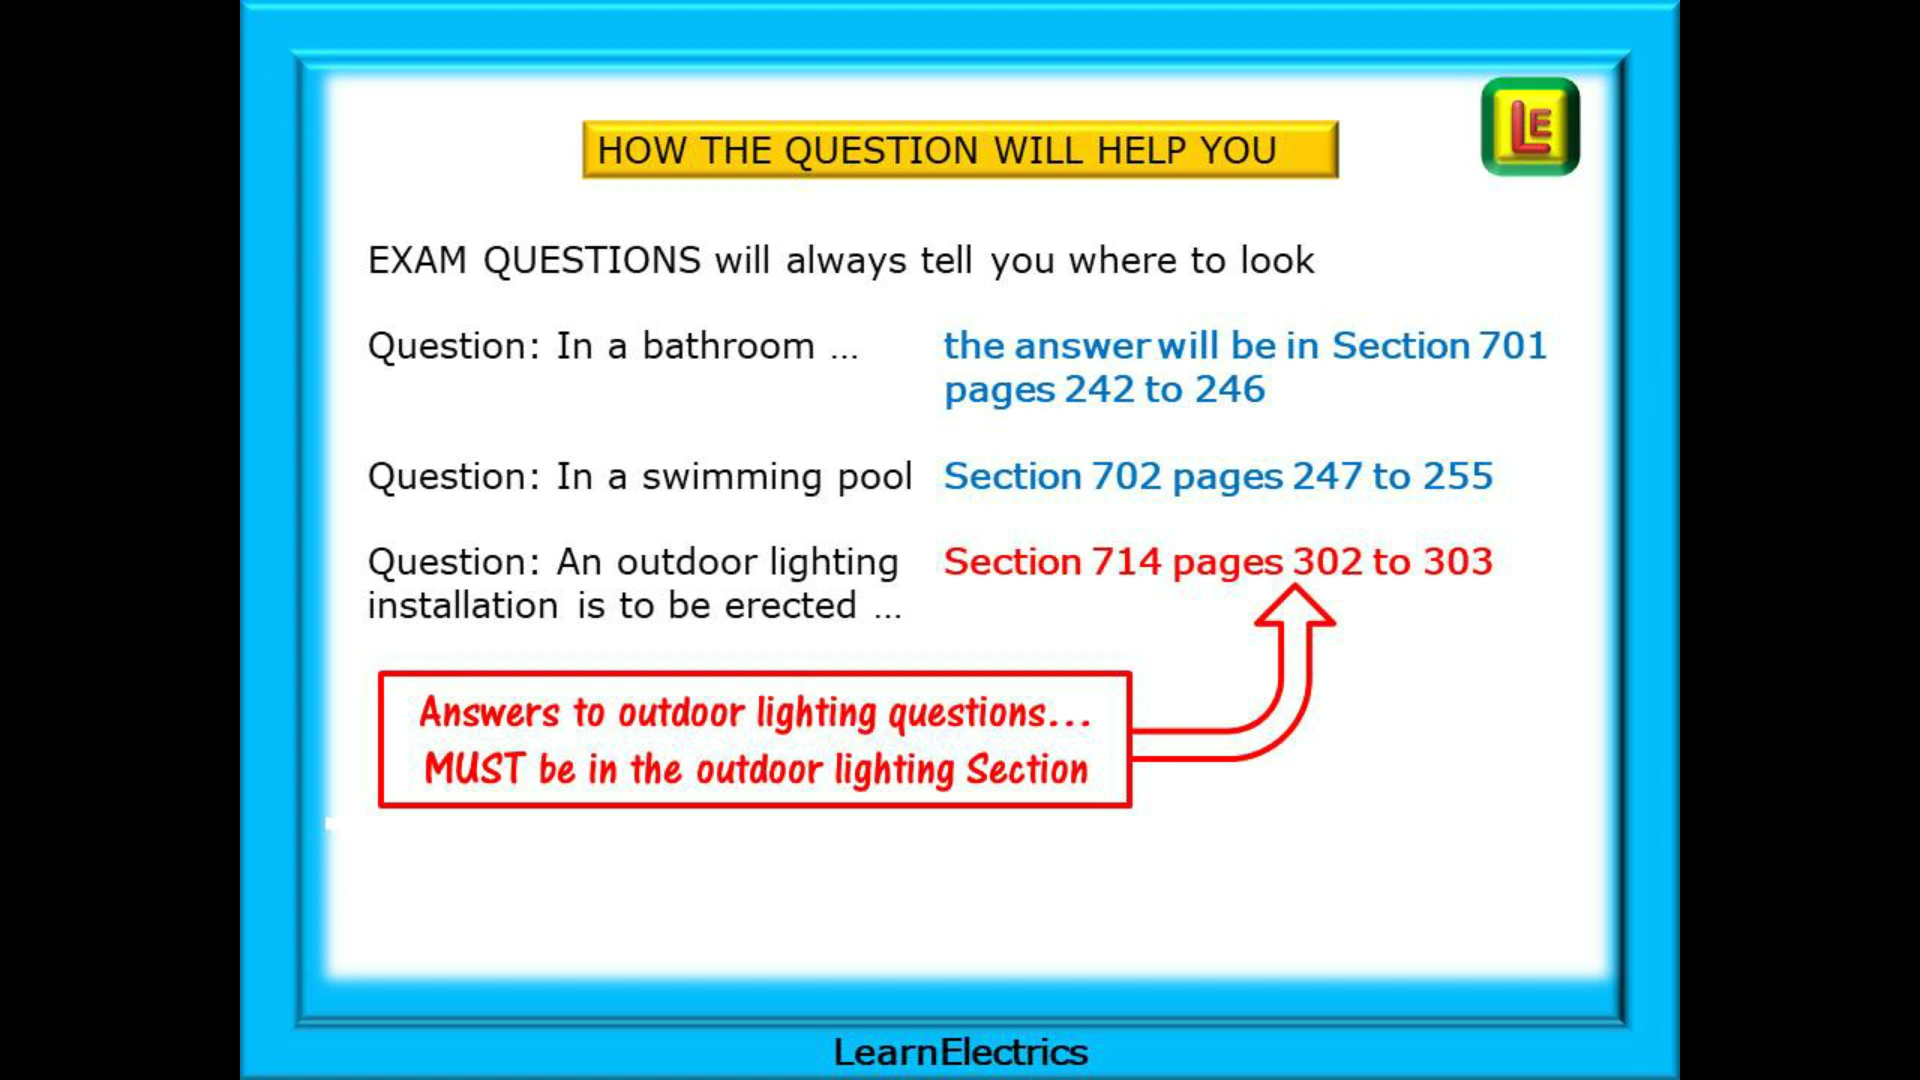 HOW THE QUESTION WILL HELP YOU
LE
EXAM QUESTIONS will always tell you where to look
Question: In a bathroom ...
the answer will be in Section 701
pages 242 to 246
Question: In a swimming pool
Section 702 pages 247 to 255
Question: An outdoor lighting
installation is to be erected ...
Section 714 pages 302 to 303
Answers to outdoor lighting questions...
MUST be in the outdoor lighting Section
LearnElectrics